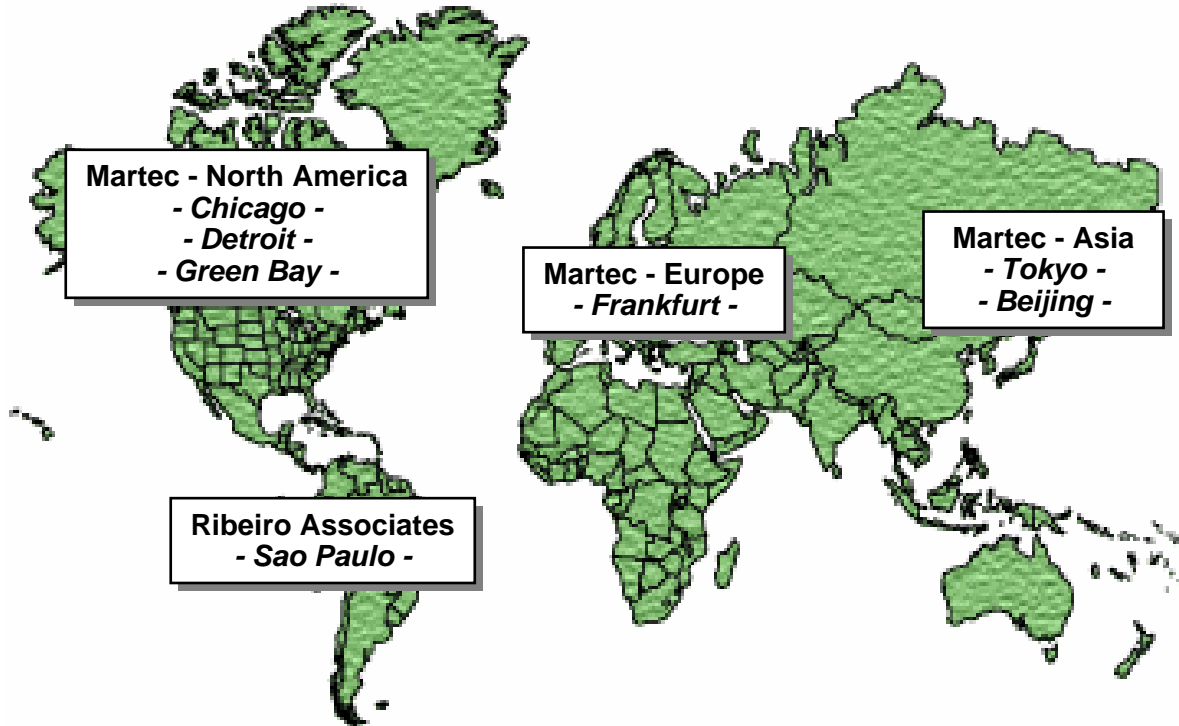 Martec - North America
- Chicago -
- Detroit -
- Green Bay -
Martec - Europe
- Frankfurt -
Martec - Asia
- Tokyo -
- Beijing -
Ribeiro Associates
- Sao Paulo -